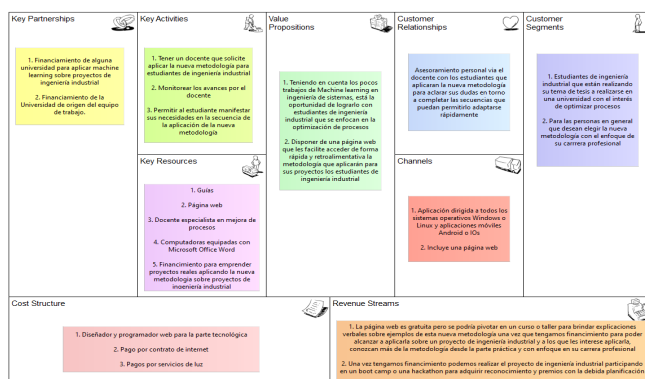 Key Partnerships
1. Financiamiento de alguna
universidad para aplicar machine
learning sobre proyectos de
ingeniería industrial
2. Financimiento de la
Universidad de origen del equipo
de trabajo.
Key Activities
1. Tener un docente que solicite
aplicar la nueva metodología para
estudiantes de ingeniería industrial
2. Monitorear los avances por el
docente
3. Permitir al estudiante manifestar
sus necesidades en la secuencia de
la aplicación de la nueva
metodología
Key Resources
1. Guías
2. Página web
3. Docente especialista en mejora de
procesos
4. Computadoras equipadas con
Microsoft Office Word
5. Financimiento para emprender
proyectos reales aplicando la nueva
metodología sobre proyectos de
ingeniería industrial
Value
Propositions
1. Teniendo en cuenta los pocos
trabajos de Machine learning en
ingeniería de sistemas, está la
oportunidad de lograrlo con
estudiantes de ingeniería
industrial que se enfocan en la
optimización de procesos
2. Disponer de una página web
que les facilite acceder de forma
rápida y retroalimentiva la
metodología que aplicarán para
sus proyectos los estudiantes de
ingeniería industrial
Customer
Relationships
Asesoramiento personal vía el
docente con los estudiantes que
aplicaran la nueva metodología
para aclarar sus dudas en torno
a completar las secuencias que
puedan permitirlo adaptarse
rápidamente
Channels
1. Aplicación dirigida a todos los
sistemas operativos Windows o
Linux y aplicaciones móviles
Android o IOs
2. Incluye una página web
Customer
Segments
1. Estudiantes de ingeniería
industrial que están realizando
su tema de tesis a realizarse en
una universidad con el interés
de optimizar procesos
2. Para las personas en general
que desean elegir la nueva
metodología con el enfoque de
su carrrera profesional
Cost Structure
1. Diseñador y programador web para la parte tecnológica
2. Pago por contrato de internet
3. Pagos por servicios de luz
Revenue Streams
1. La página web es gratuita pero se podría pivotar en un curso o taller para brindar explicaciones
verbales sobre ejemplos de esta nueva metodología una vez que tengamos financiamiento para poder
alcanzar a aplicarla sobre un proyecto de ingeniería industrial y a los que les interese aplicarla,
conozcan más de la metodología desde la parte práctica y con enfoque en su carrera profesional
2. Una vez tengamos financimiento podemos realizar el proyecto de ingeniería industrial participando
en un boot camp o una hackathon para adquirir reconocimiento y premios con la debida planificación